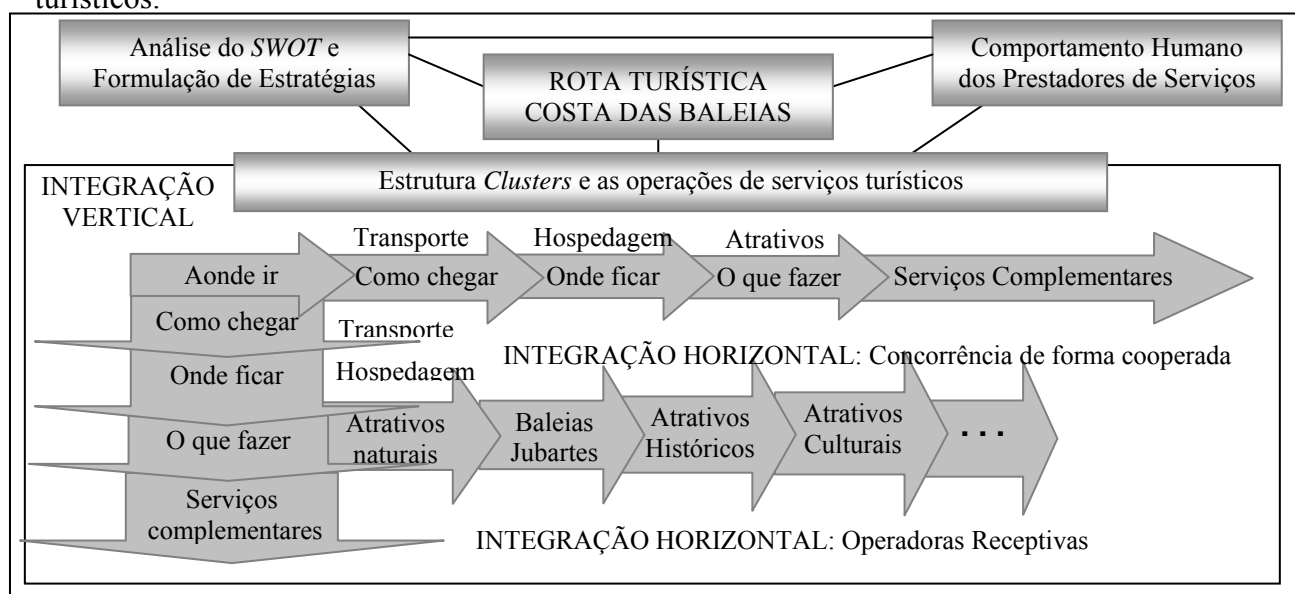 turísticos.
Análise do SWOT e
Formulação de Estratégias
ROTA TURÍSTICA
COSTA DAS BALEIAS
Comportamento Humano
dos Prestadores de Serviços
Estrutura Clusters e as operações de serviços turísticos
INTEGRAÇÃO
VERTICAL
Transporte
Hospedagem
Atrativos
Aonde ir
Como chegar
Onde ficar
O que fazer
Serviços Complementares
Como chegar
Transporte
INTEGRAÇÃO HORIZONTAL: Concorrência de forma cooperada
Onde ficar
Hospedagem
O que fazer
Atrativos
naturais
Baleias
Jubartes
Atrativos
Históricos
Atrativos
Culturais
...
Serviços
complementares
INTEGRAÇÃO HORIZONTAL: Operadoras Receptivas